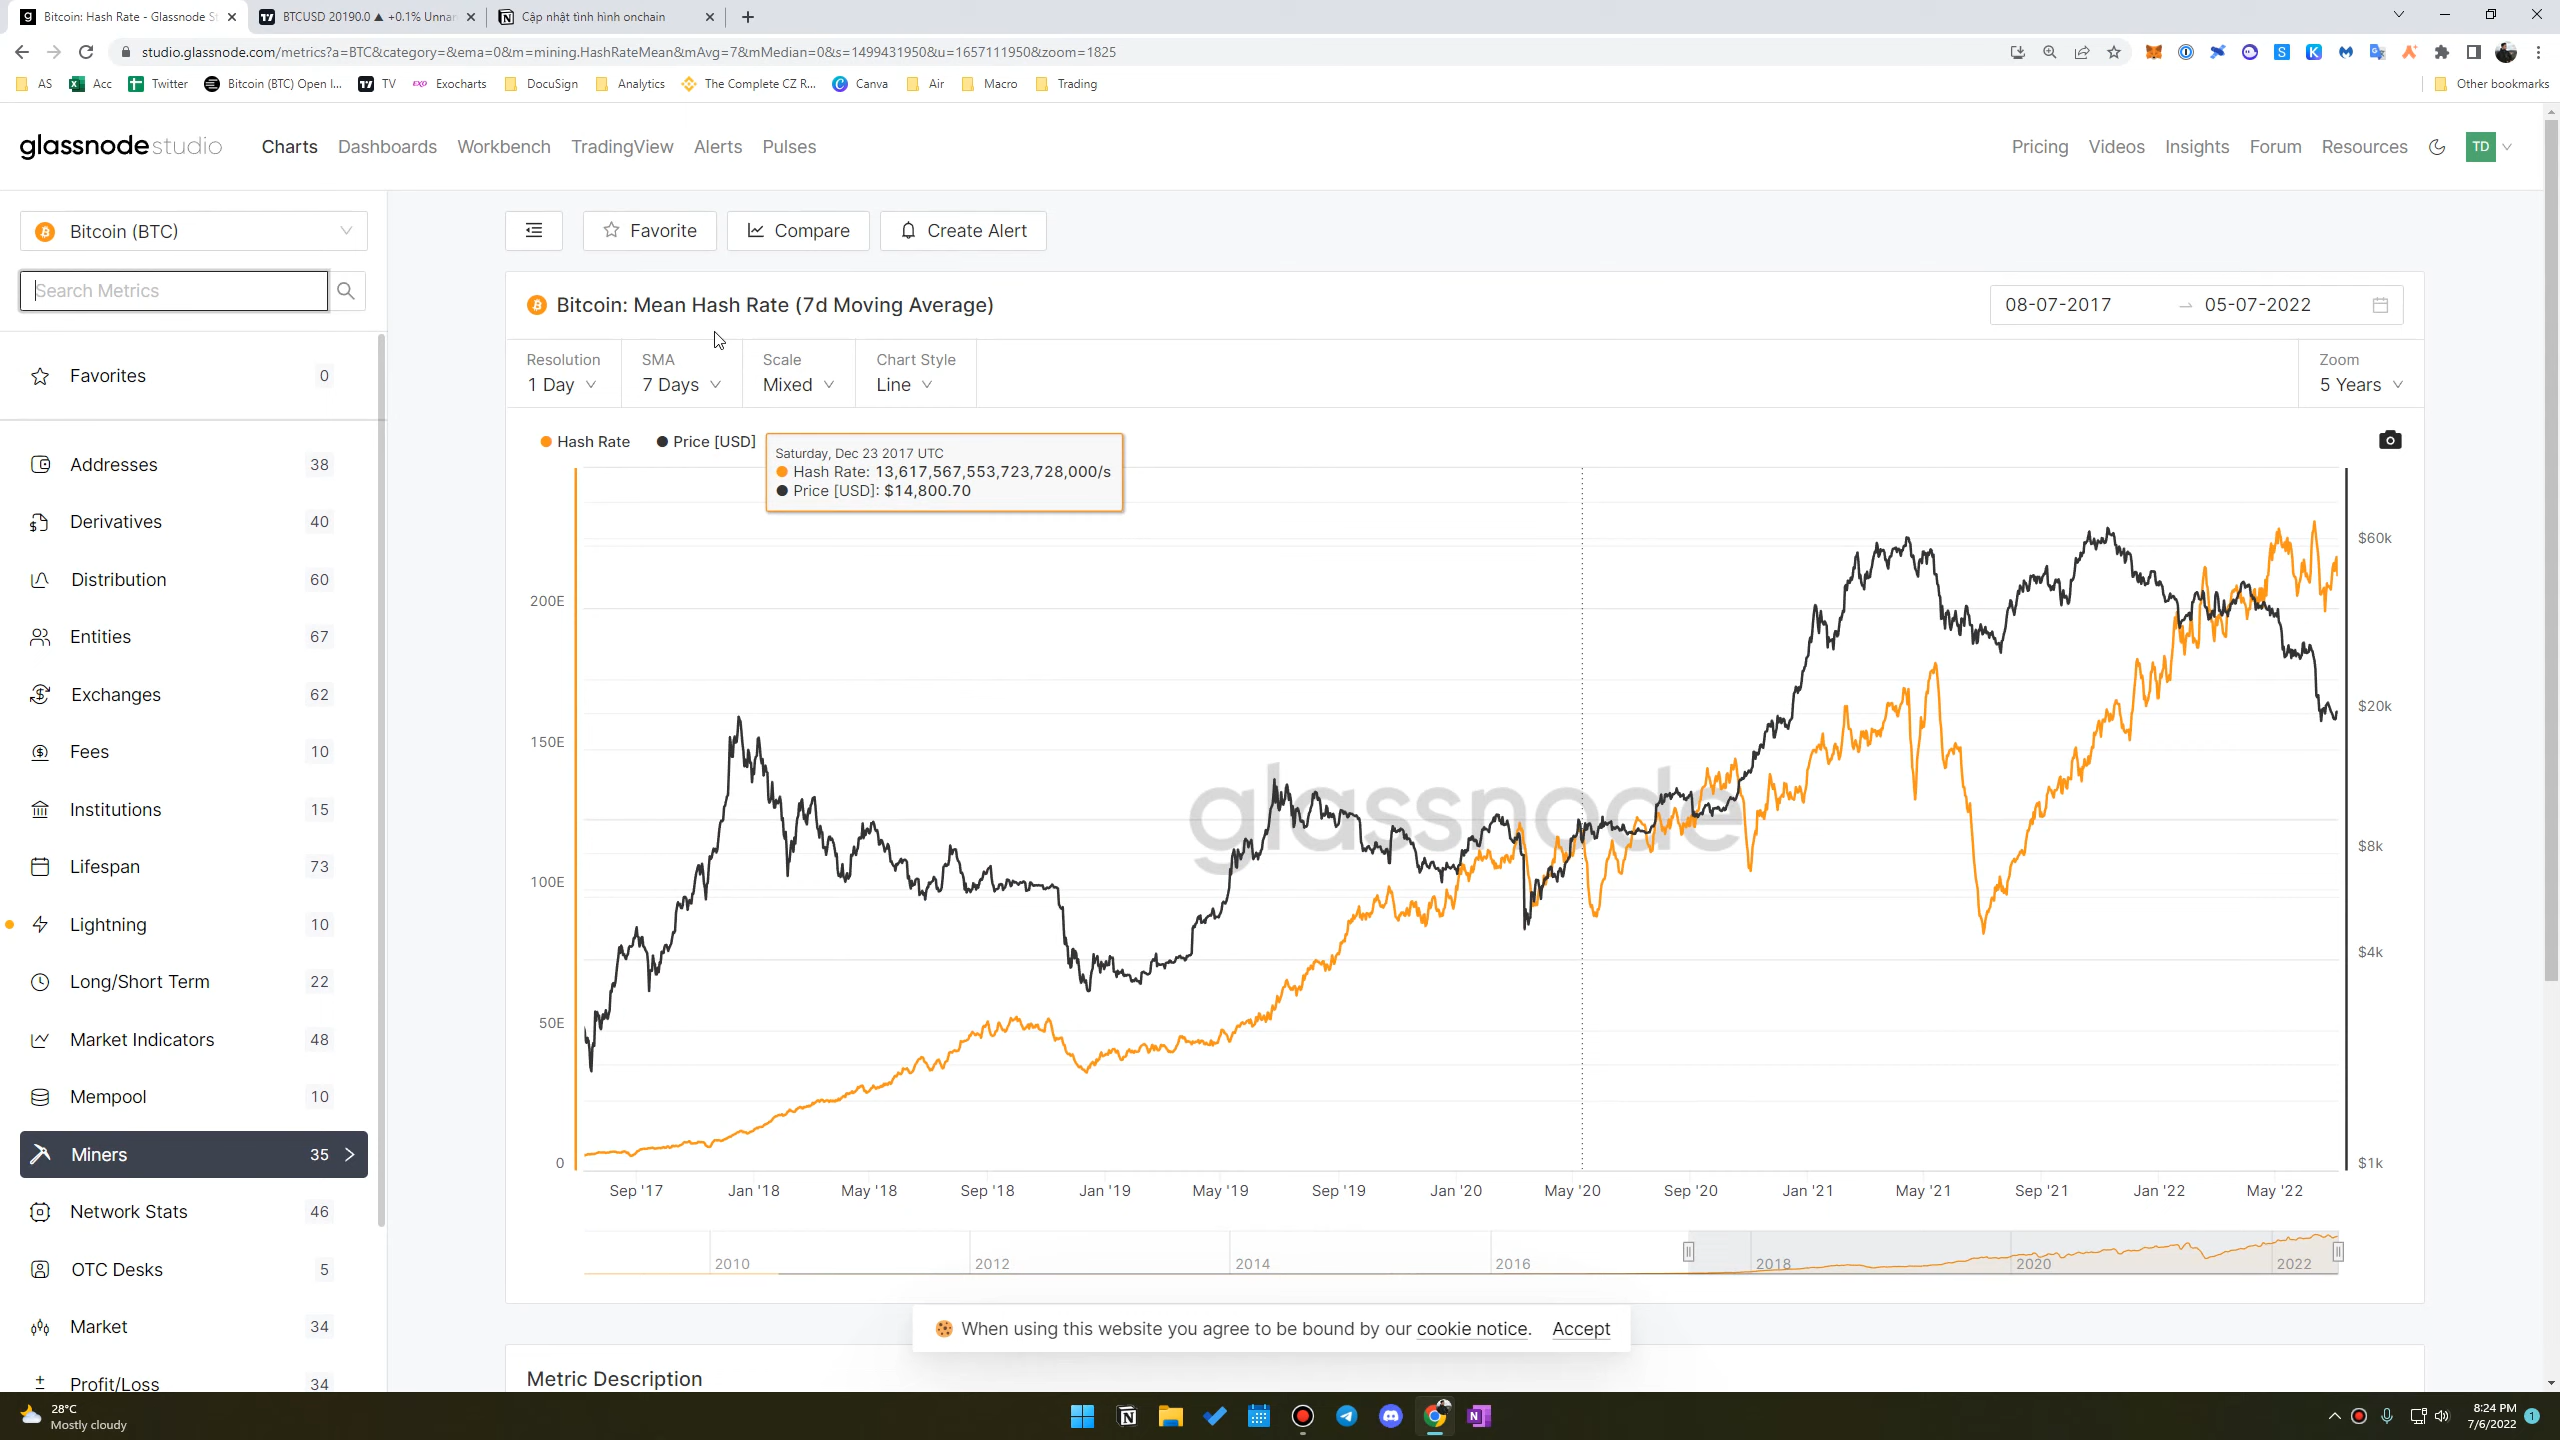 Bitcoin: Hash Rate - Glassnode St
BTCUSD 20190.0 ▲ +0.1% Unnar
Cập nhật tình hình onchain
studio.glassnode.com/metrics?a=BTC&category=&ema=0&m=mining.HashRateMean&mAvg=7&mMedian=0&s=1499431950&u=1657111950&zoom=1825
AS Acc Twitter Bitcoin (BTC) Open I... TV Exocharts DocuSign Analytics The Complete CZ R... Canva Air Macro Trading Other bookmarks
glassnodestudio Charts Dashboards Workbench TradingView Alerts Pulses Pricing Videos Insights Forum Resources TD
Bitcoin (BTC)
Search Metrics
Favorites 0
Addresses 38
Derivatives 40
Distribution 60
Entities 67
Exchanges 62
Fees 10
Institutions 15
Lifespan 73
Lightning 10
Long/Short Term 22
Market Indicators 48
Mempool 10
Miners 35
Network Stats 46
OTC Desks 5
Market 34
Profit/Loss 34
Favorite Compare Create Alert
Bitcoin: Mean Hash Rate (7d Moving Average) 08-07-2017 → 05-07-2022
Resolution SMA Scale Chart Style Zoom
1 Day 7 Days Mixed Line 5 Years
Hash Rate Price [USD]
Saturday, Dec 23 2017 UTC
Hash Rate: 13,617,567,553,723,728,000/s
Price [USD]: $14,800.70
200E
150E
100E
50E
0
$60k
$20k
$8k
$4k
$1k
glassnode
Sep '17 Jan '18 May '18 Sep '18 Jan '19 May '19 Sep '19 Jan '20 May '20 Sep '20 Jan '21 May '21 Sep '21 Jan '22 May '22
2010 2012 2014 2016 2018 2020 2022
When using this website you agree to be bound by our cookie notice. Accept
Metric Description
28°C
Mostly cloudy
8:24 PM
7/6/2022
1